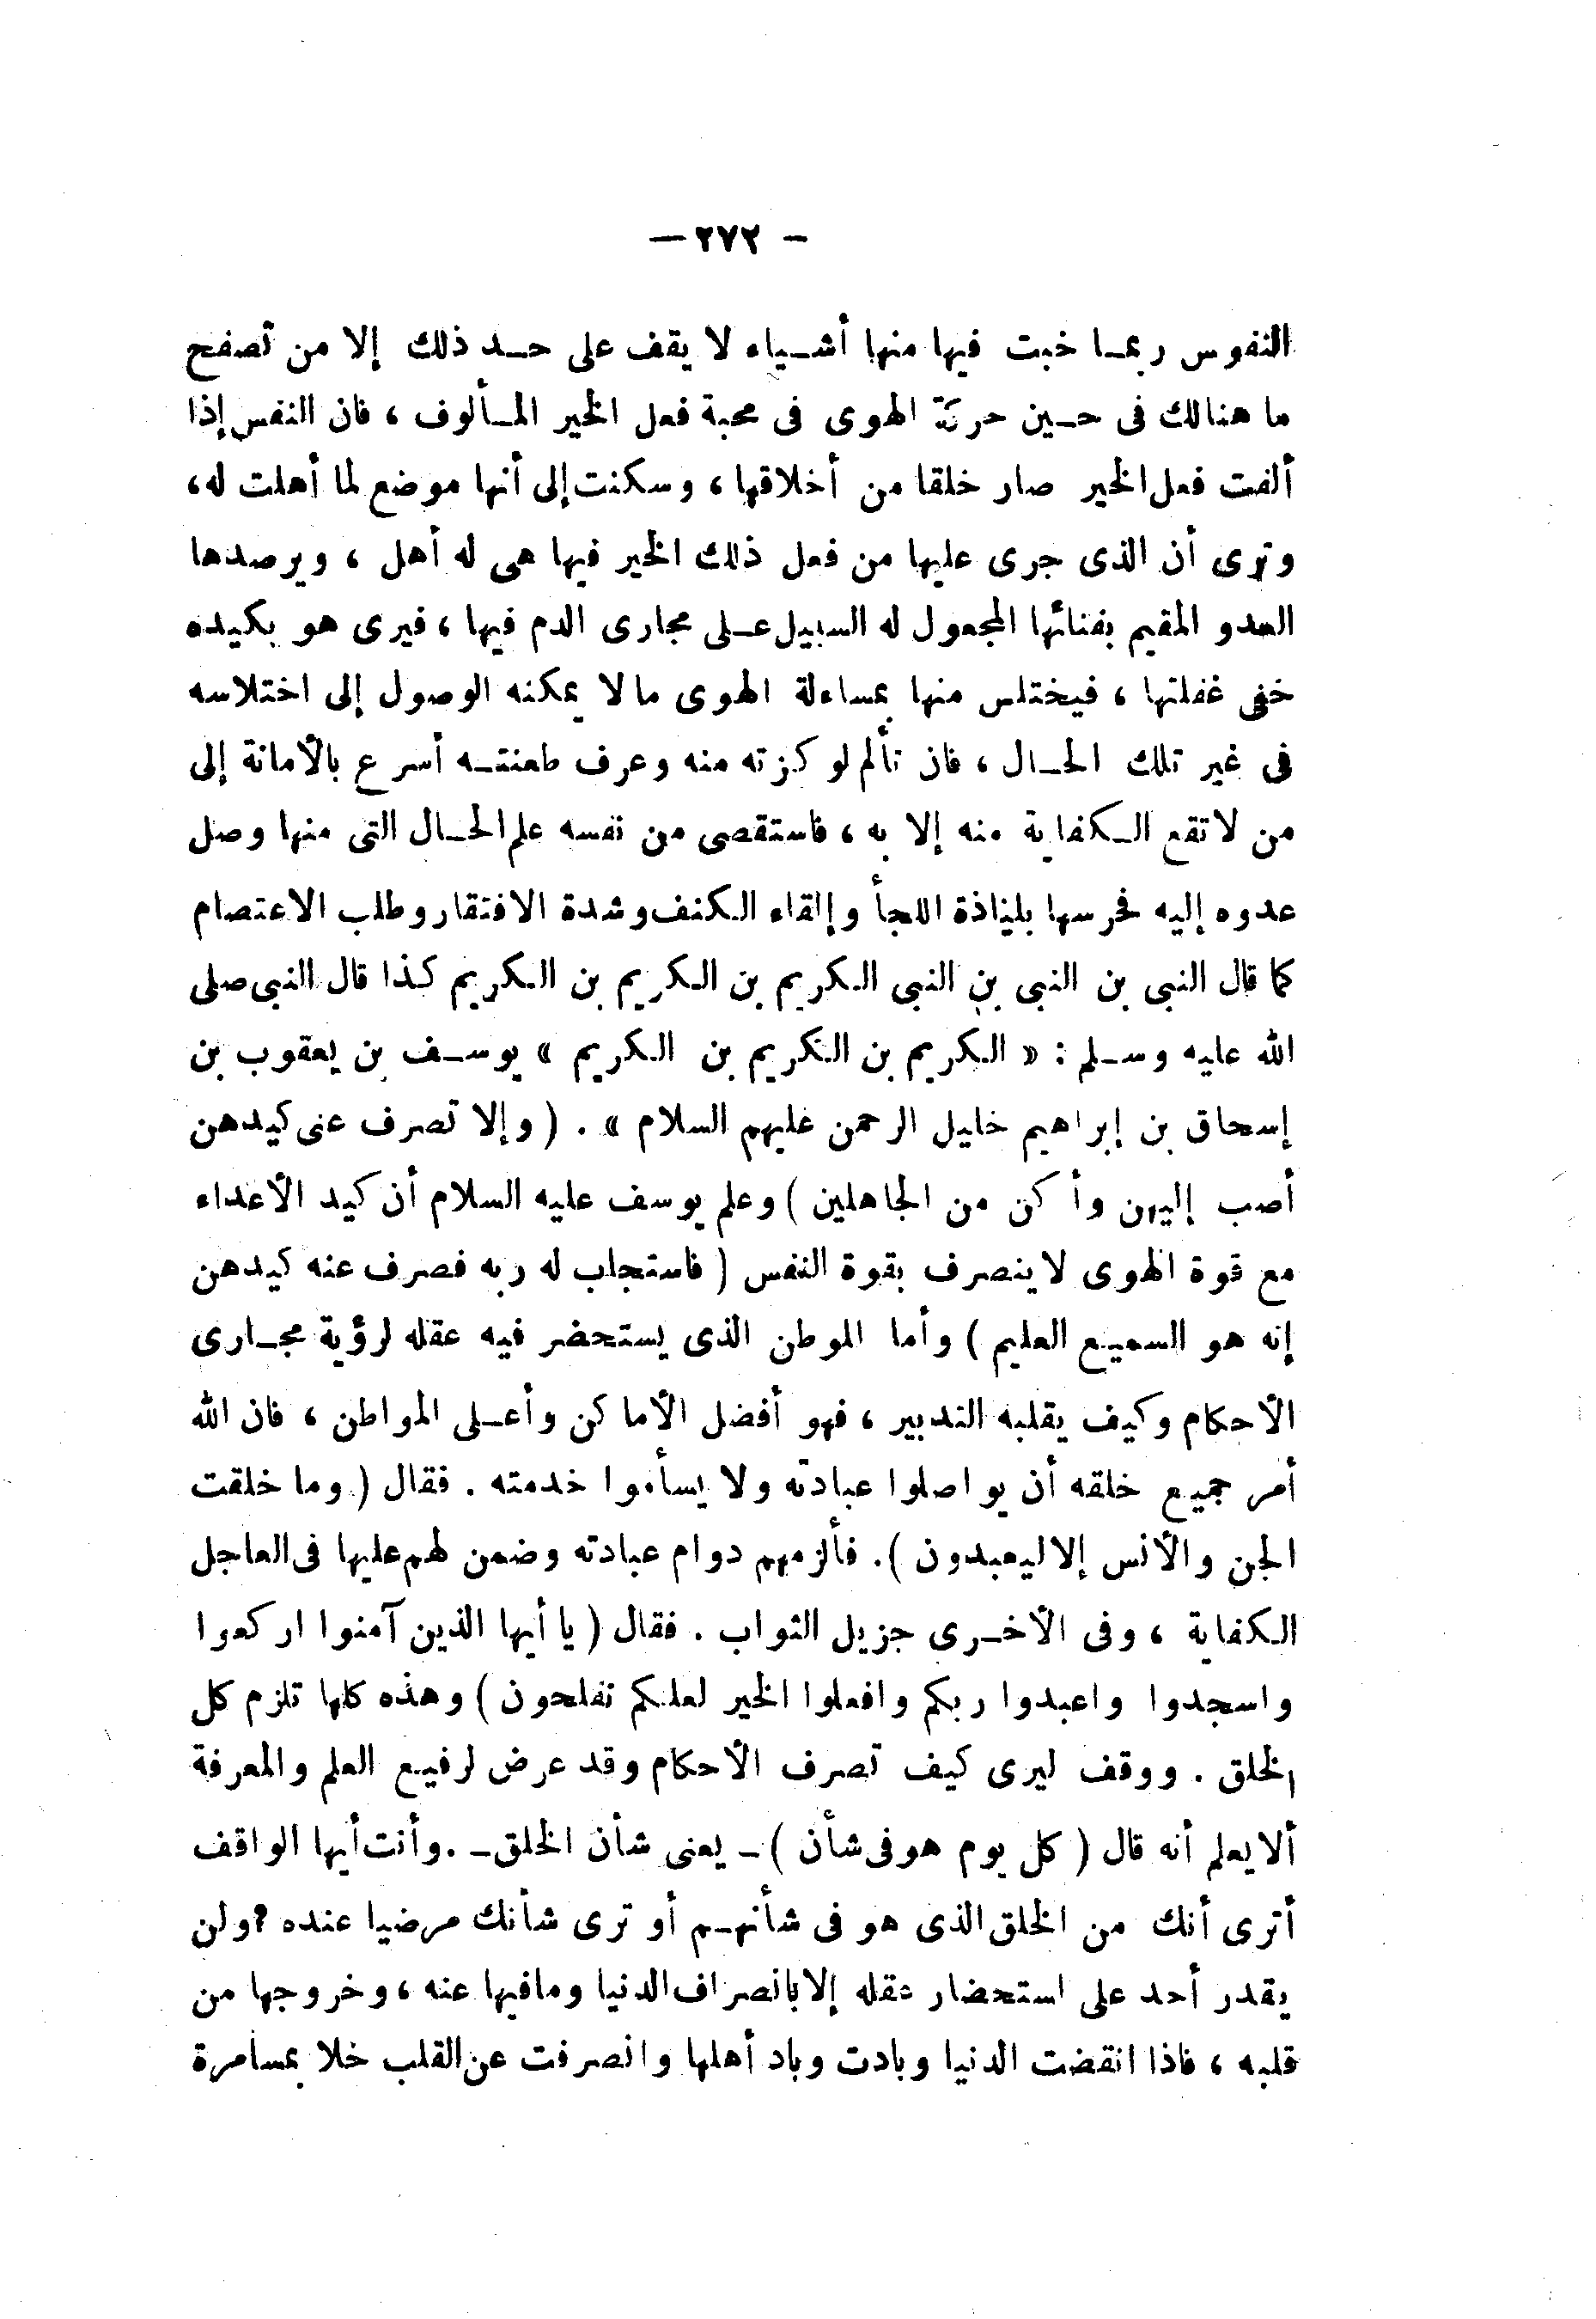 - ٢٧٢ -
النفوس ربما خبت فيها منها أشياء لا يقف على حد ذلك إلا من تصفح
ما هنالك فى حين حركة الهوى فى محبة فعل الخير المألوف ، فان النفس إذا
ألفت فعل الخير صار خلقا من أخلاقها ، وسكنت إلى أنها موضع لما أهلت له ،
وترى أن الذى جرى عليها من فعل ذلك الخير فيها هى له أهل ، ويرصدها
العدو المقيم بفنائها المجعول له السبيل على مجارى الدم فيها ، فيرى هو بكيده
خفى غفلتها ، فيختلس منها بمساءلة الهوى مالا يمكنه الوصول إلى اختلاسه
فى غير تلك الحال ، فان تألم لوكزته منه وعرف طعنته أسرع بالأمانة إلى
من لا تقع الكفاية منه إلا به ، فاستقصى من نفسه علم الحال التى منها وصل
عدوه إليه فحرسها بلياذة اللجأ وإلقاء الكنف وشدة الافتقار وطلب الاعتصام
كما قال النبى بن النبى بن النبى الكريم بن الكريم بن الكريم كذا قال النبى صلى
الله عليه وسلم : « الكريم بن الكريم بن الكريم » يوسف بن يعقوب بن
إسحاق بن إبراهيم خليل الرحمن عليهم السلام » . ( وإلا تصرف عنى كيدهن
أصب إليهن وأكن من الجاهلين ) وعلم يوسف عليه السلام أن كيد الأعداء
مع قوة الهوى لا ينصرف بقوة النفس ( فاستجاب له ربه فصرف عنه كيدهن
إنه هو السميع العليم ) وأما الموطن الذى يستحضر فيه عقله لرؤية مجارى
الأحكام وكيف يقلبه التدبير ، فهو أفضل الأماكن وأعلى المواطن ، فان الله
أمر جميع خلقه أن يواصلوا عبادته ولا يسأموا خدمته . فقال ( وما خلقت
الجن والأنس إلا ليعبدون ) . فألزمهم دوام عبادته وضمن لهم عليها فى العاجل
الكفاية ، وفى الأخرى جزيل الثواب . فقال ( يا أيها الذين آمنوا اركعوا
واسجدوا واعبدوا ربكم وافعلوا الخير لعلكم تفلحون ) وهذه كلها تلزم كل
الخلق . ووقف ليرى كيف تصرف الأحكام وقد عرض لرفيع العلم والمعرفة
ألا يعلم أنه قال ( كل يوم هو فى شأن ) - يعنى شأن الخلق - . وأنت أيها الواقف
أترى أنك من الخلق الذى هو فى شأنهم أو ترى شأنك مرضيا عنده ؟ ولن
يقدر أحد على استحضار عقله إلا بانصراف الدنيا ومافيها عنه ، وخروجها من
قلبه ، فاذا انقضت الدنيا وبادت وباد أهلها وانصرفت عن القلب خلا بمسامرة